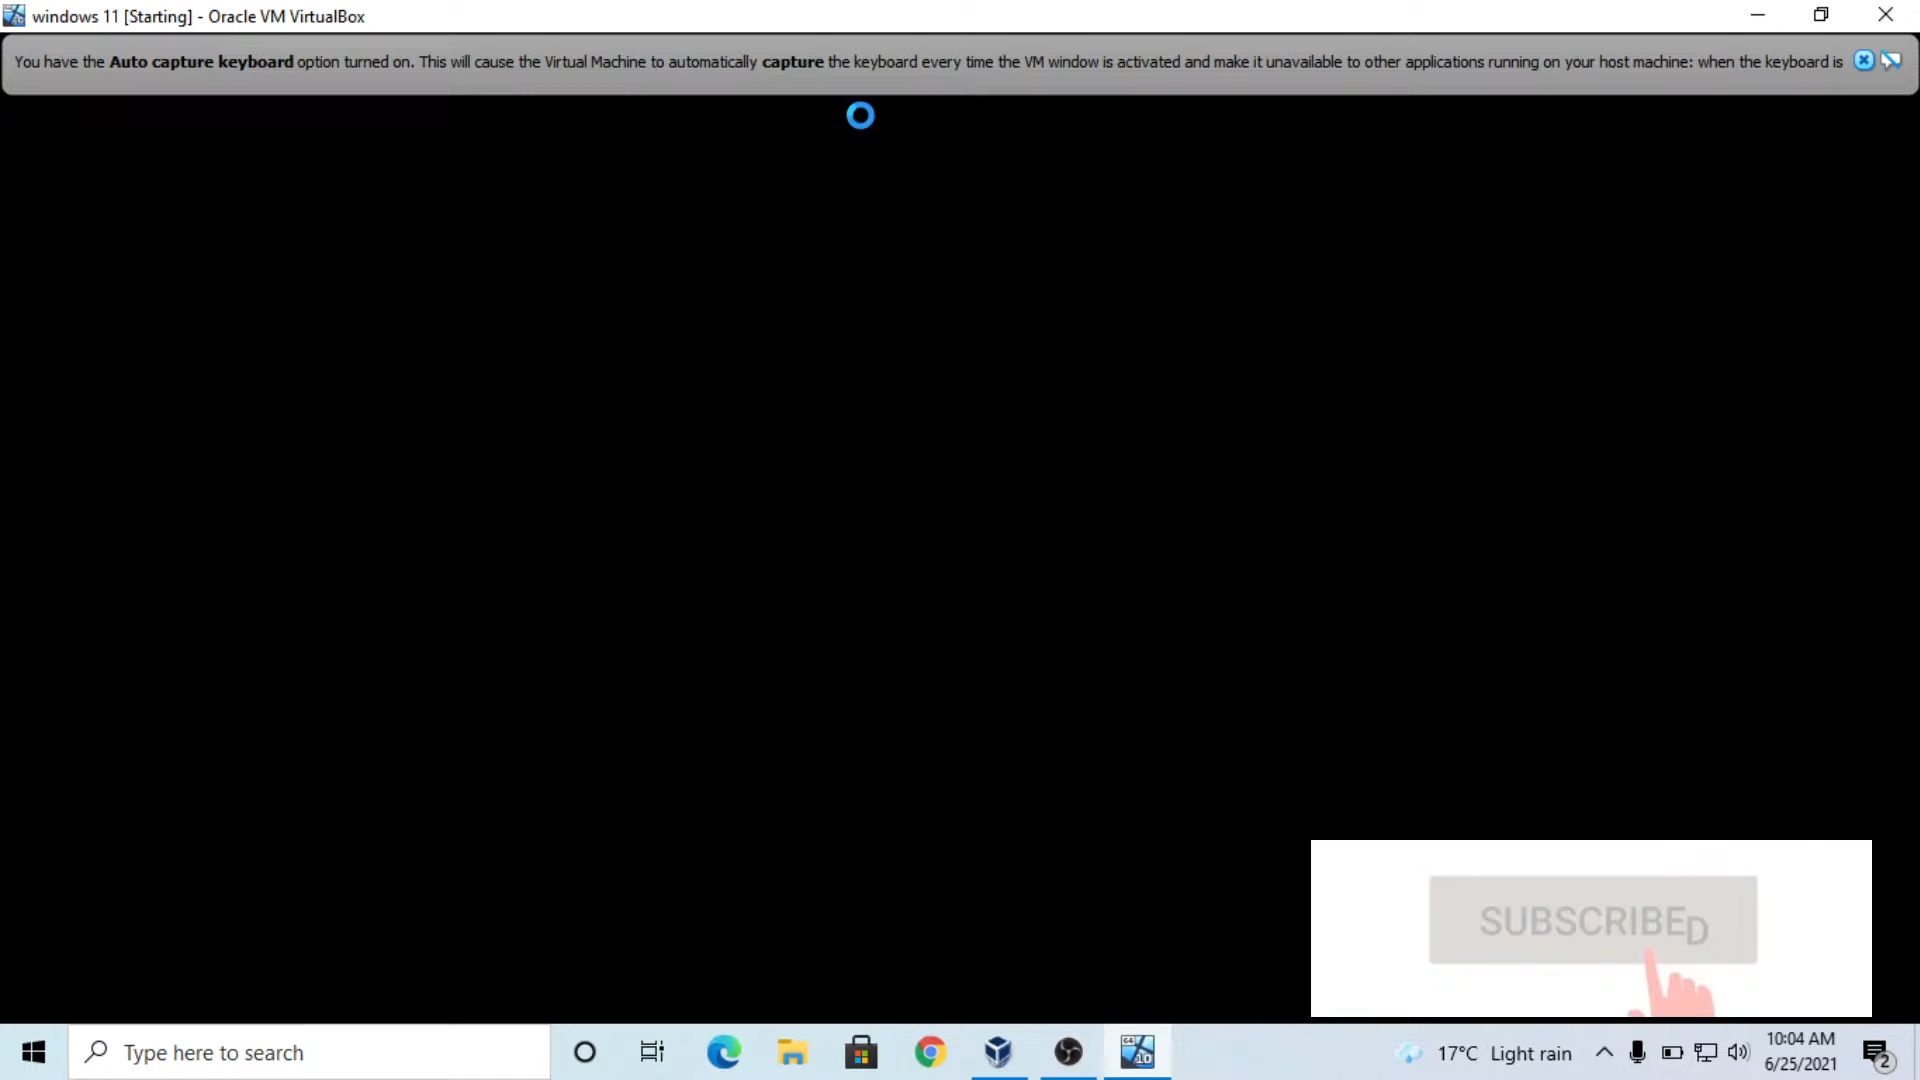 windows 11 [Starting] - Oracle VM VirtualBox
You have the Auto capture keyboard option turned on. This will cause the Virtual Machine to automatically capture the keyboard every time the VM window is activated and make it unavailable to other applications running on your host machine: when the keyboard is
SUBSCRIBED
Type here to search
64
10
17°C Light rain
10:04 AM
6/25/2021
2